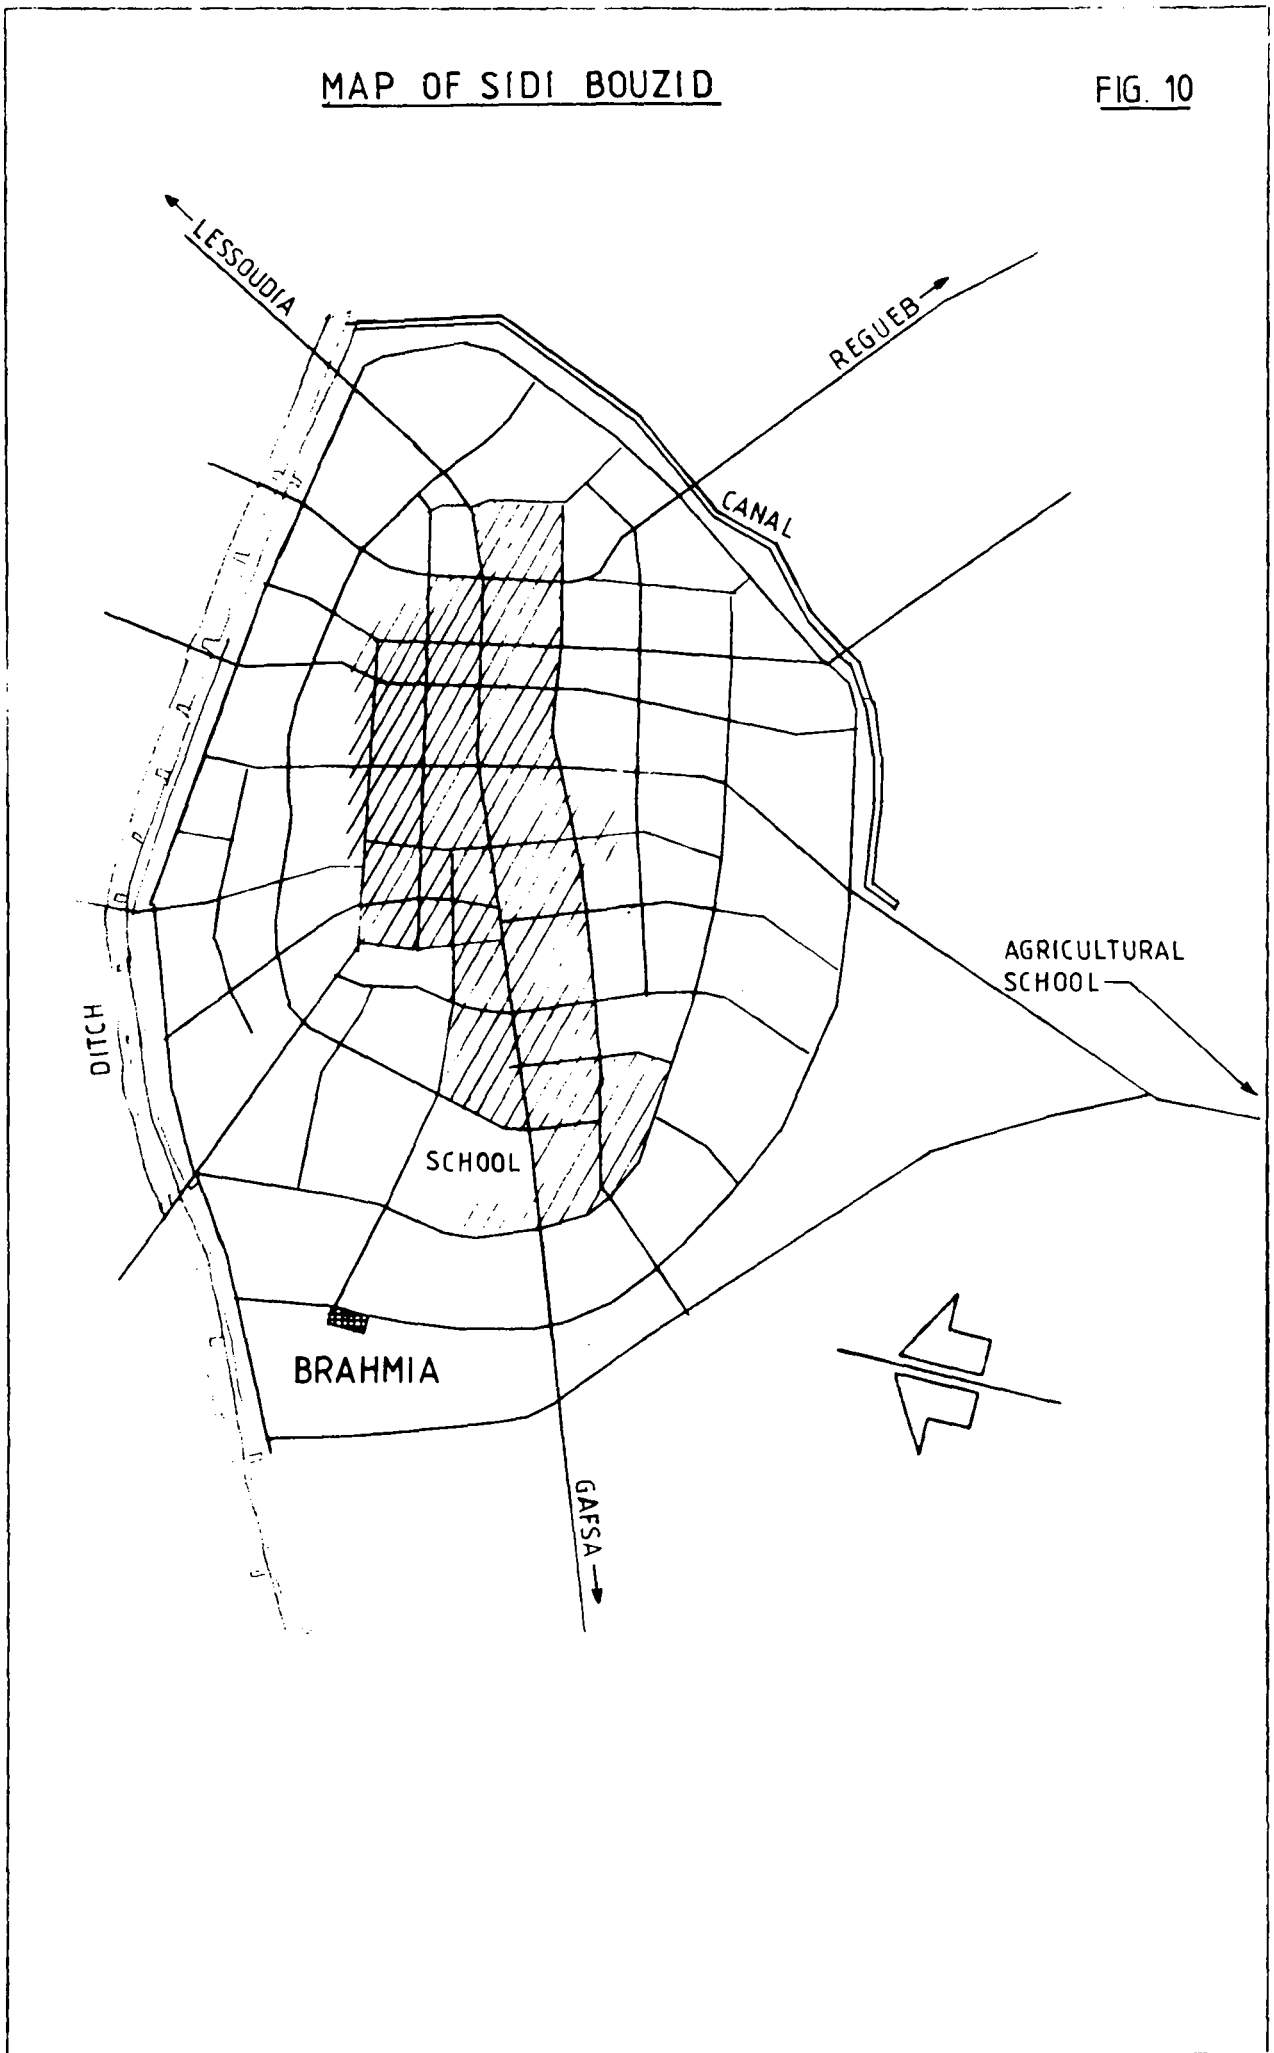 MAP OF SIDI BOUZID
FIG. 10
LESSOUDIA
REGUEB
CANAL
AGRICULTURAL
SCHOOL
DITCH
SCHOOL
BRAHMIA
GAFSA